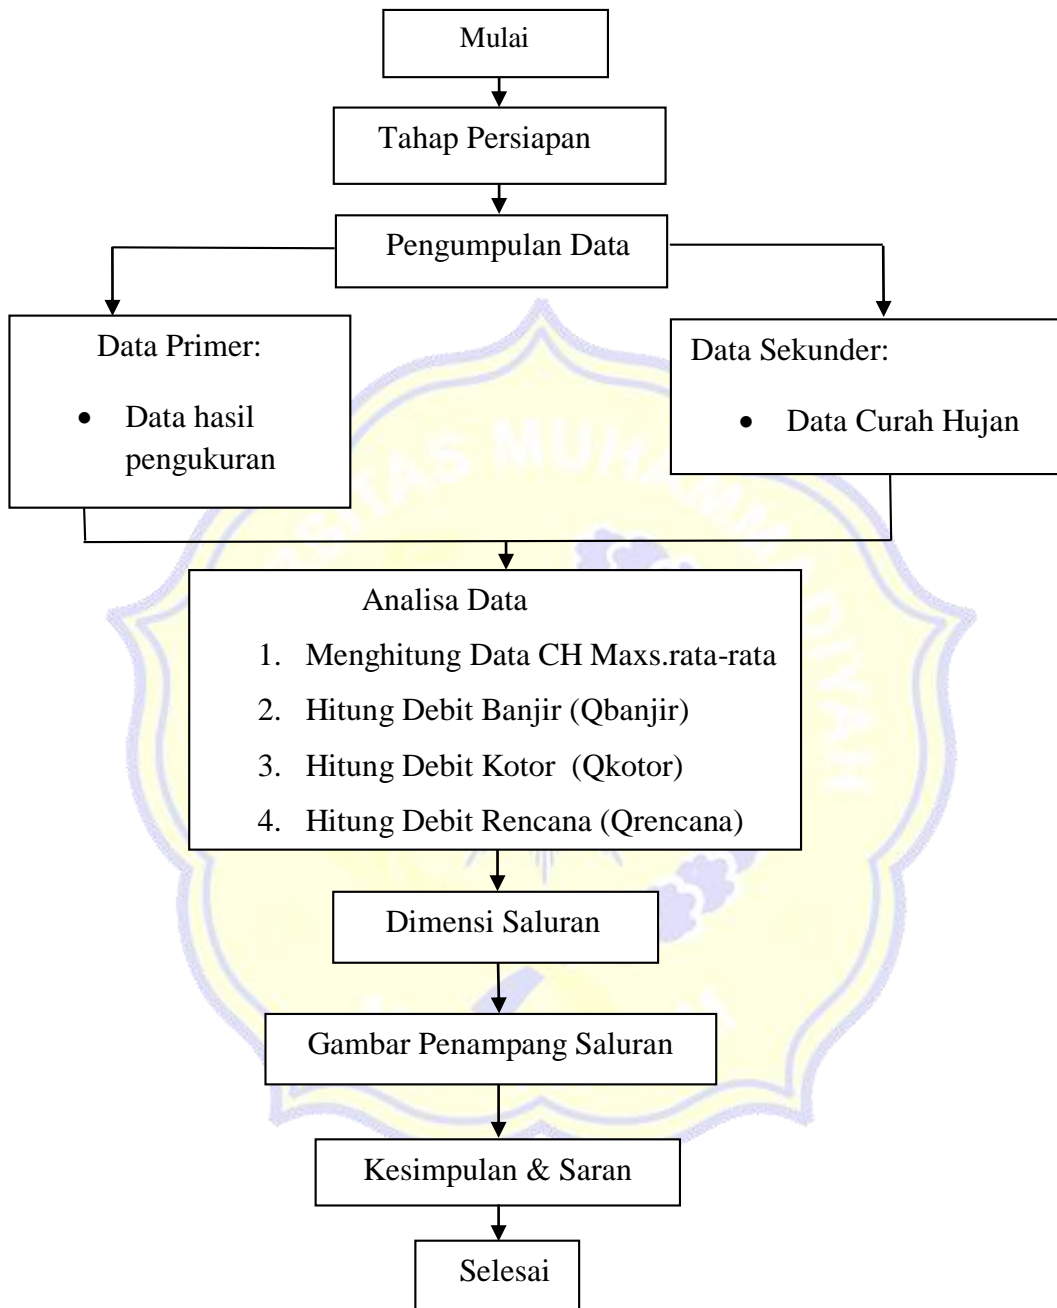 Mulai
Tahap Persiapan
Pengumpulan Data
Data Primer:
• Data hasil
pengukuran
Data Sekunder:
• Data Curah Hujan
Analisa Data
1. Menghitung Data CH Maxs.rata-rata
2. Hitung Debit Banjir (Qbanjir)
3. Hitung Debit Kotor (Qkotor)
4. Hitung Debit Rencana (Qrencana)
Dimensi Saluran
Gambar Penampang Saluran
Kesimpulan & Saran
Selesai
MUHAMMADIYAH